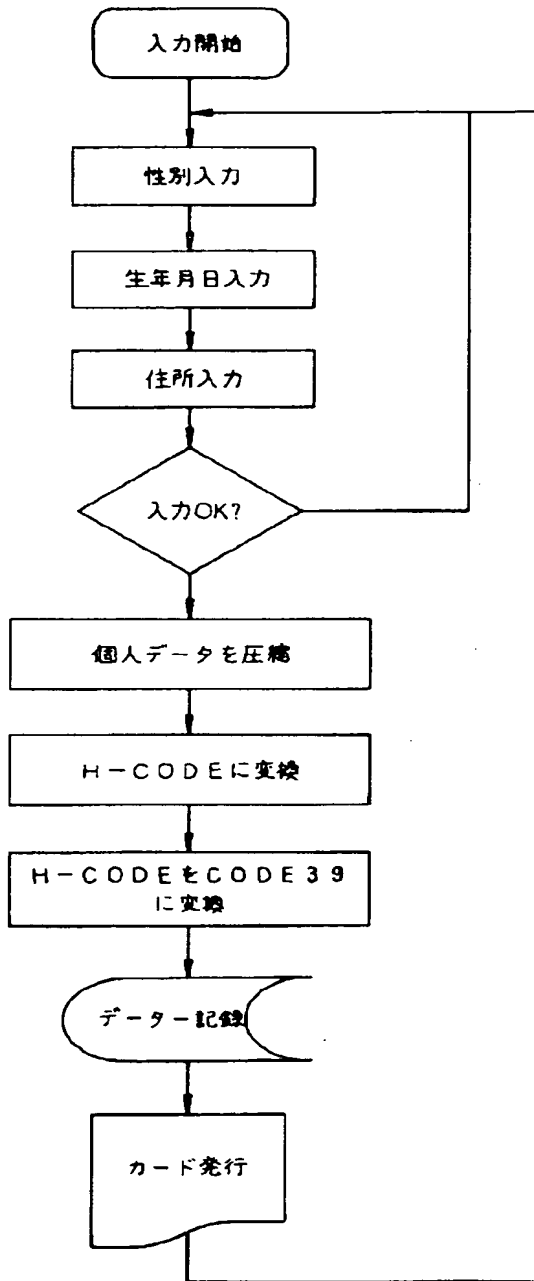 入力開始
性別入力
生年月日入力
住所入力
入力OK?
個人データを圧縮
H-CODEに変換
H-CODEをCODE39
に変換
データー記録
カード発行